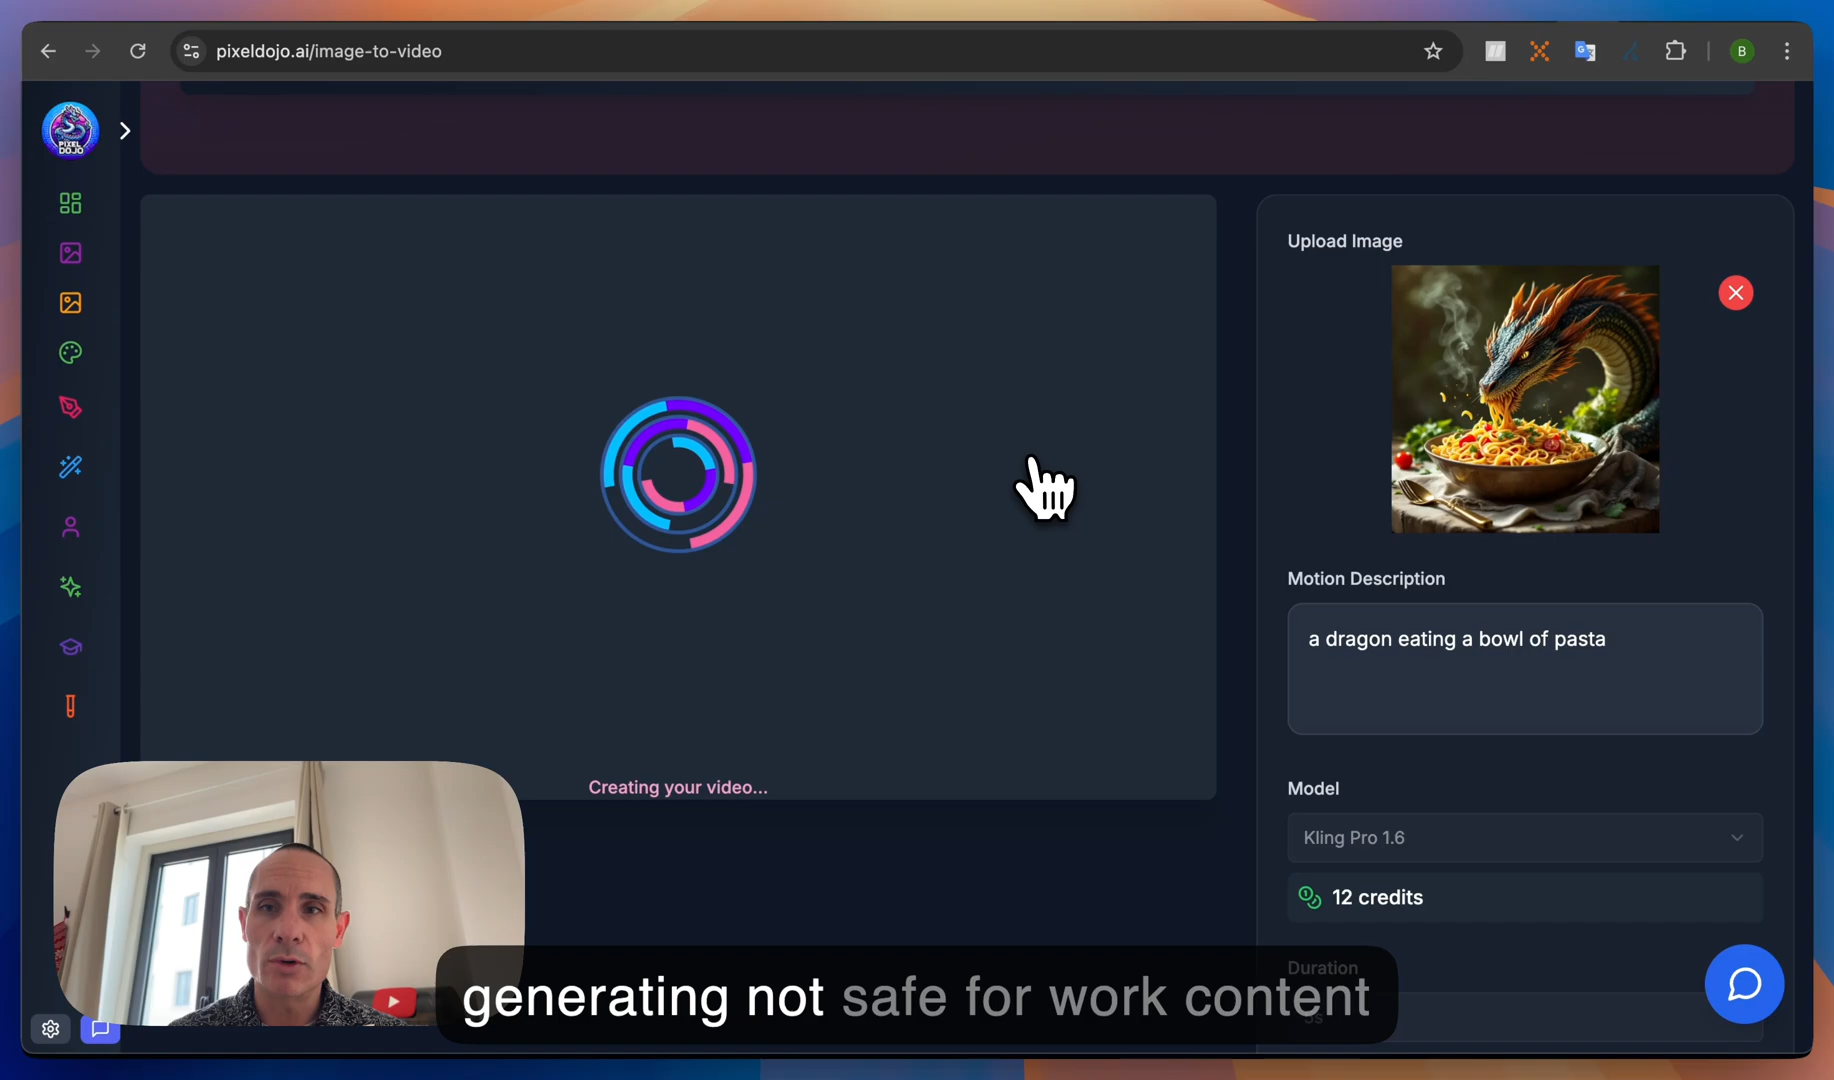 pixeldojo.ai/image-to-video
B
PIXEL
DOJO
Upload Image
Motion Description
a dragon eating a bowl of pasta
Creating your video...
Model
Kling Pro 1.6
12 credits
Duration
5s
generating not safe for work content